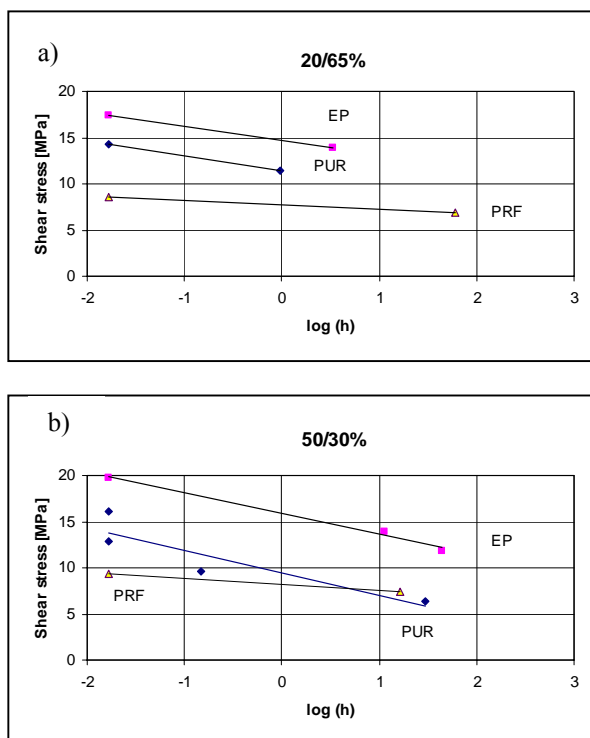 a)
20/65%
20
15
10
5
0
Shear stress [MPa]
EP
PUR
PRF
-2 -1 0 1 2 3
log (h)
b)
50/30%
20
15
10
5
0
Shear stress [MPa]
EP
PRF
PUR
-2 -1 0 1 2 3
log (h)